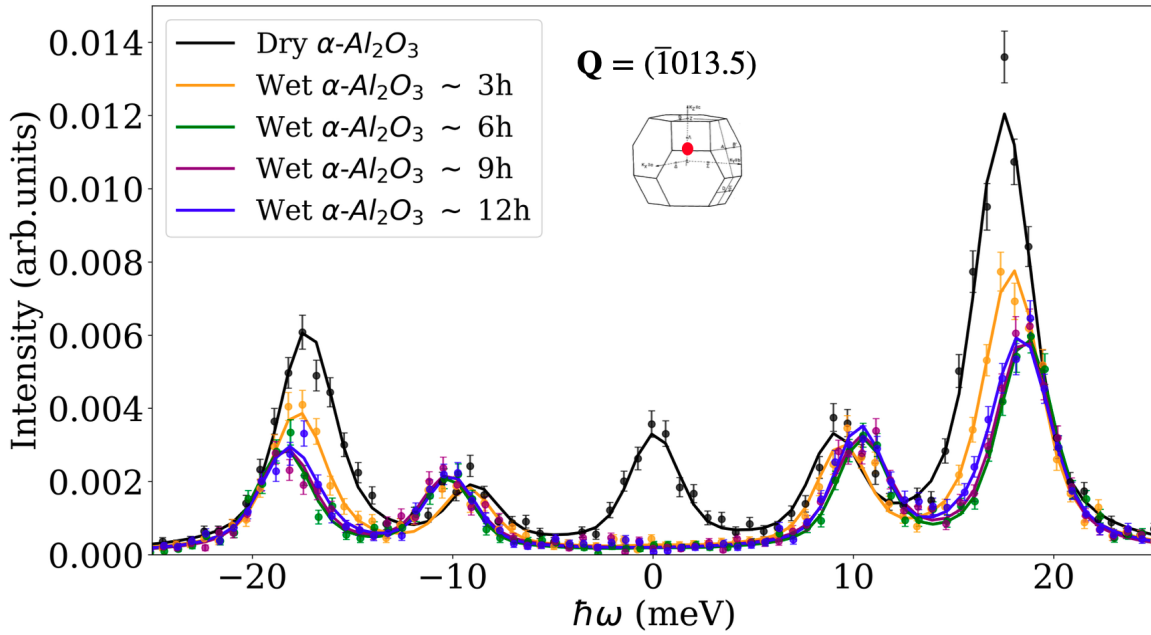 Dry α-Al₂O₃
Wet α-Al₂O₃ ~ 3h
Wet α-Al₂O₃ ~ 6h
Wet α-Al₂O₃ ~ 9h
Wet α-Al₂O₃ ~ 12h
Q = (1̅013.5)
Intensity (arb.units)
0.014
0.012
0.010
0.008
0.006
0.004
0.002
0.000
−20 −10 0 10 20
ℏω (meV)